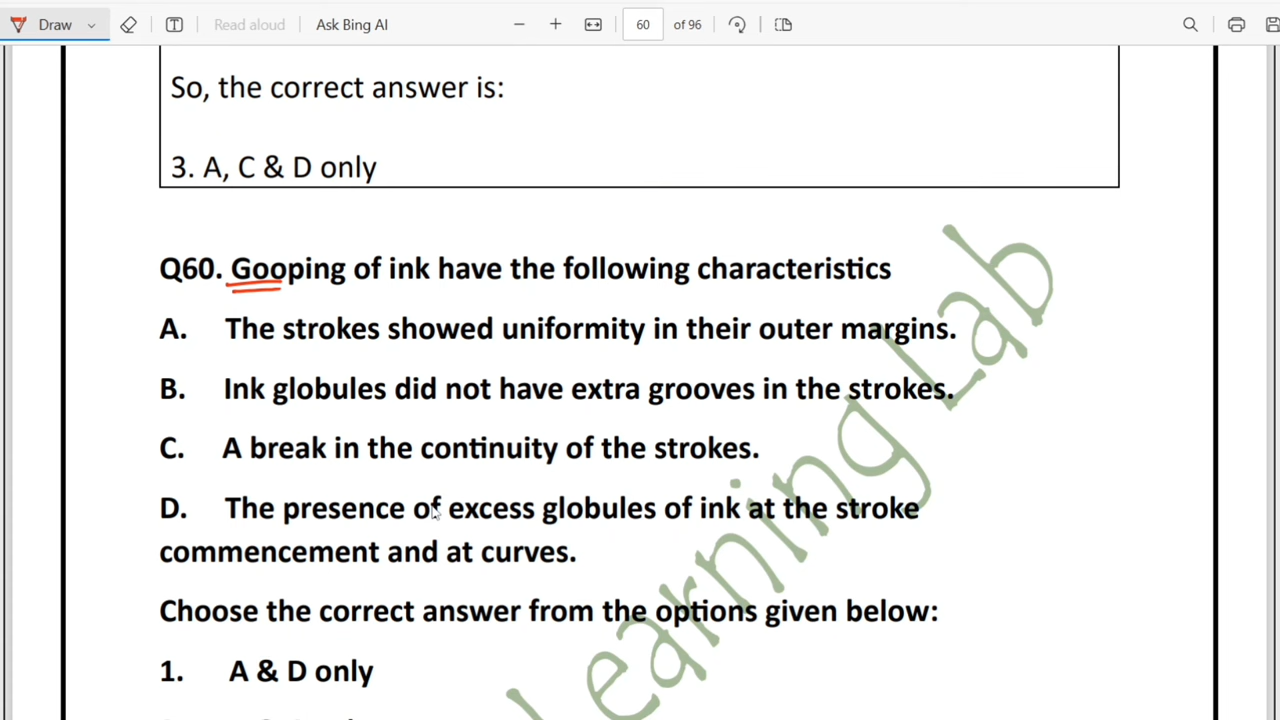 Draw
Read aloud
Ask Bing AI
60
of 96
So, the correct answer is:
3. A, C & D only
Q60. Gooping of ink have the following characteristics
A. The strokes showed uniformity in their outer margins.
B. Ink globules did not have extra grooves in the strokes.
C. A break in the continuity of the strokes.
D. The presence of excess globules of ink at the stroke
commencement and at curves.
Choose the correct answer from the options given below:
1. A & D only
Learning Lab